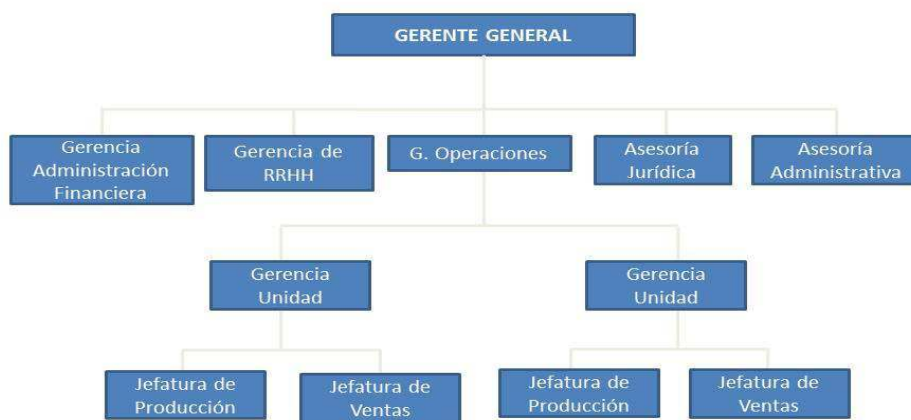 GERENTE GENERAL
Gerencia
Administración
Financiera
Gerencia de
RRHH
G. Operaciones
Asesoría
Jurídica
Asesoría
Administrativa
Gerencia
Unidad
Gerencia
Unidad
Jefatura de
Producción
Jefatura de
Ventas
Jefatura de
Producción
Jefatura de
Ventas